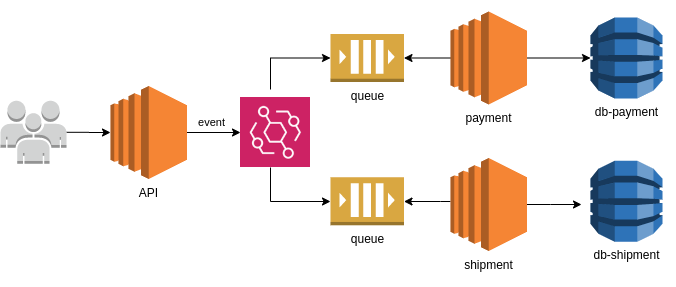 queue
payment
db-payment
event
API
queue
shipment
db-shipment